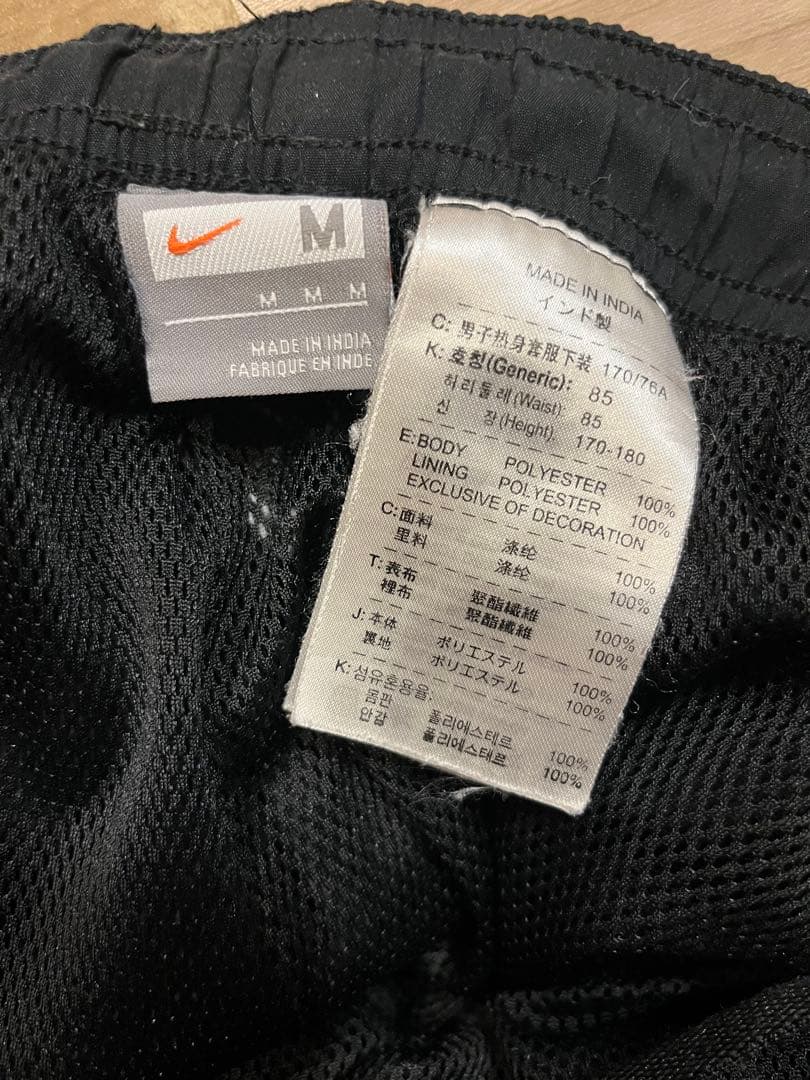 M
M M M
MADE IN INDIA
FABRIQUE EN INDE
MADE IN INDIA
インド製
C: 男子热身套服下装 170/76A
K: 호칭(Generic): 85
허리둘레(Waist): 85
신 장(Height): 170-180
E: BODY POLYESTER 100%
LINING POLYESTER 100%
EXCLUSIVE OF DECORATION
C: 面料 涤纶 100%
里料 涤纶 100%
T: 表布 聚酯纖維 100%
裡布 聚酯纖維 100%
J: 本体 ポリエステル 100%
裏地 ポリエステル 100%
K: 섬유혼용율:
몸판 폴리에스테르 100%
안감 폴리에스테르 100%